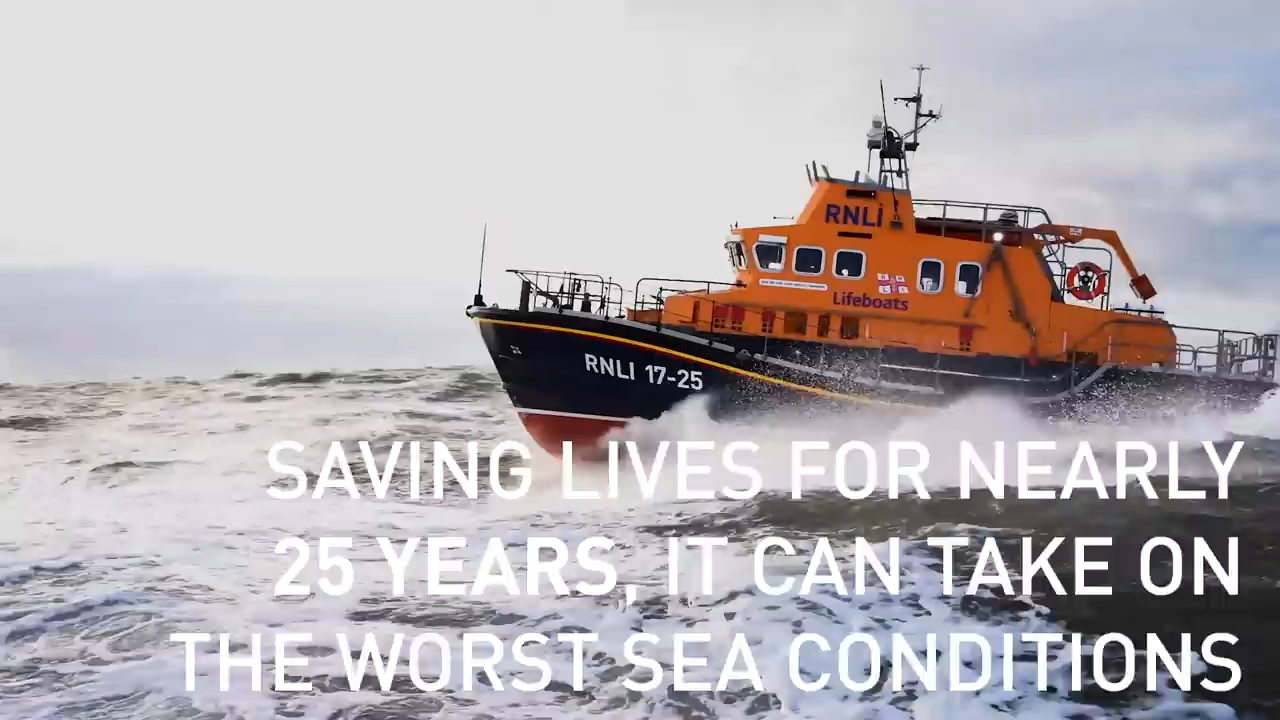 RNLI
Lifeboats
RNLI 17-25
SAVING LIVES FOR NEARLY
25 YEARS, IT CAN TAKE ON
THE WORST SEA CONDITIONS